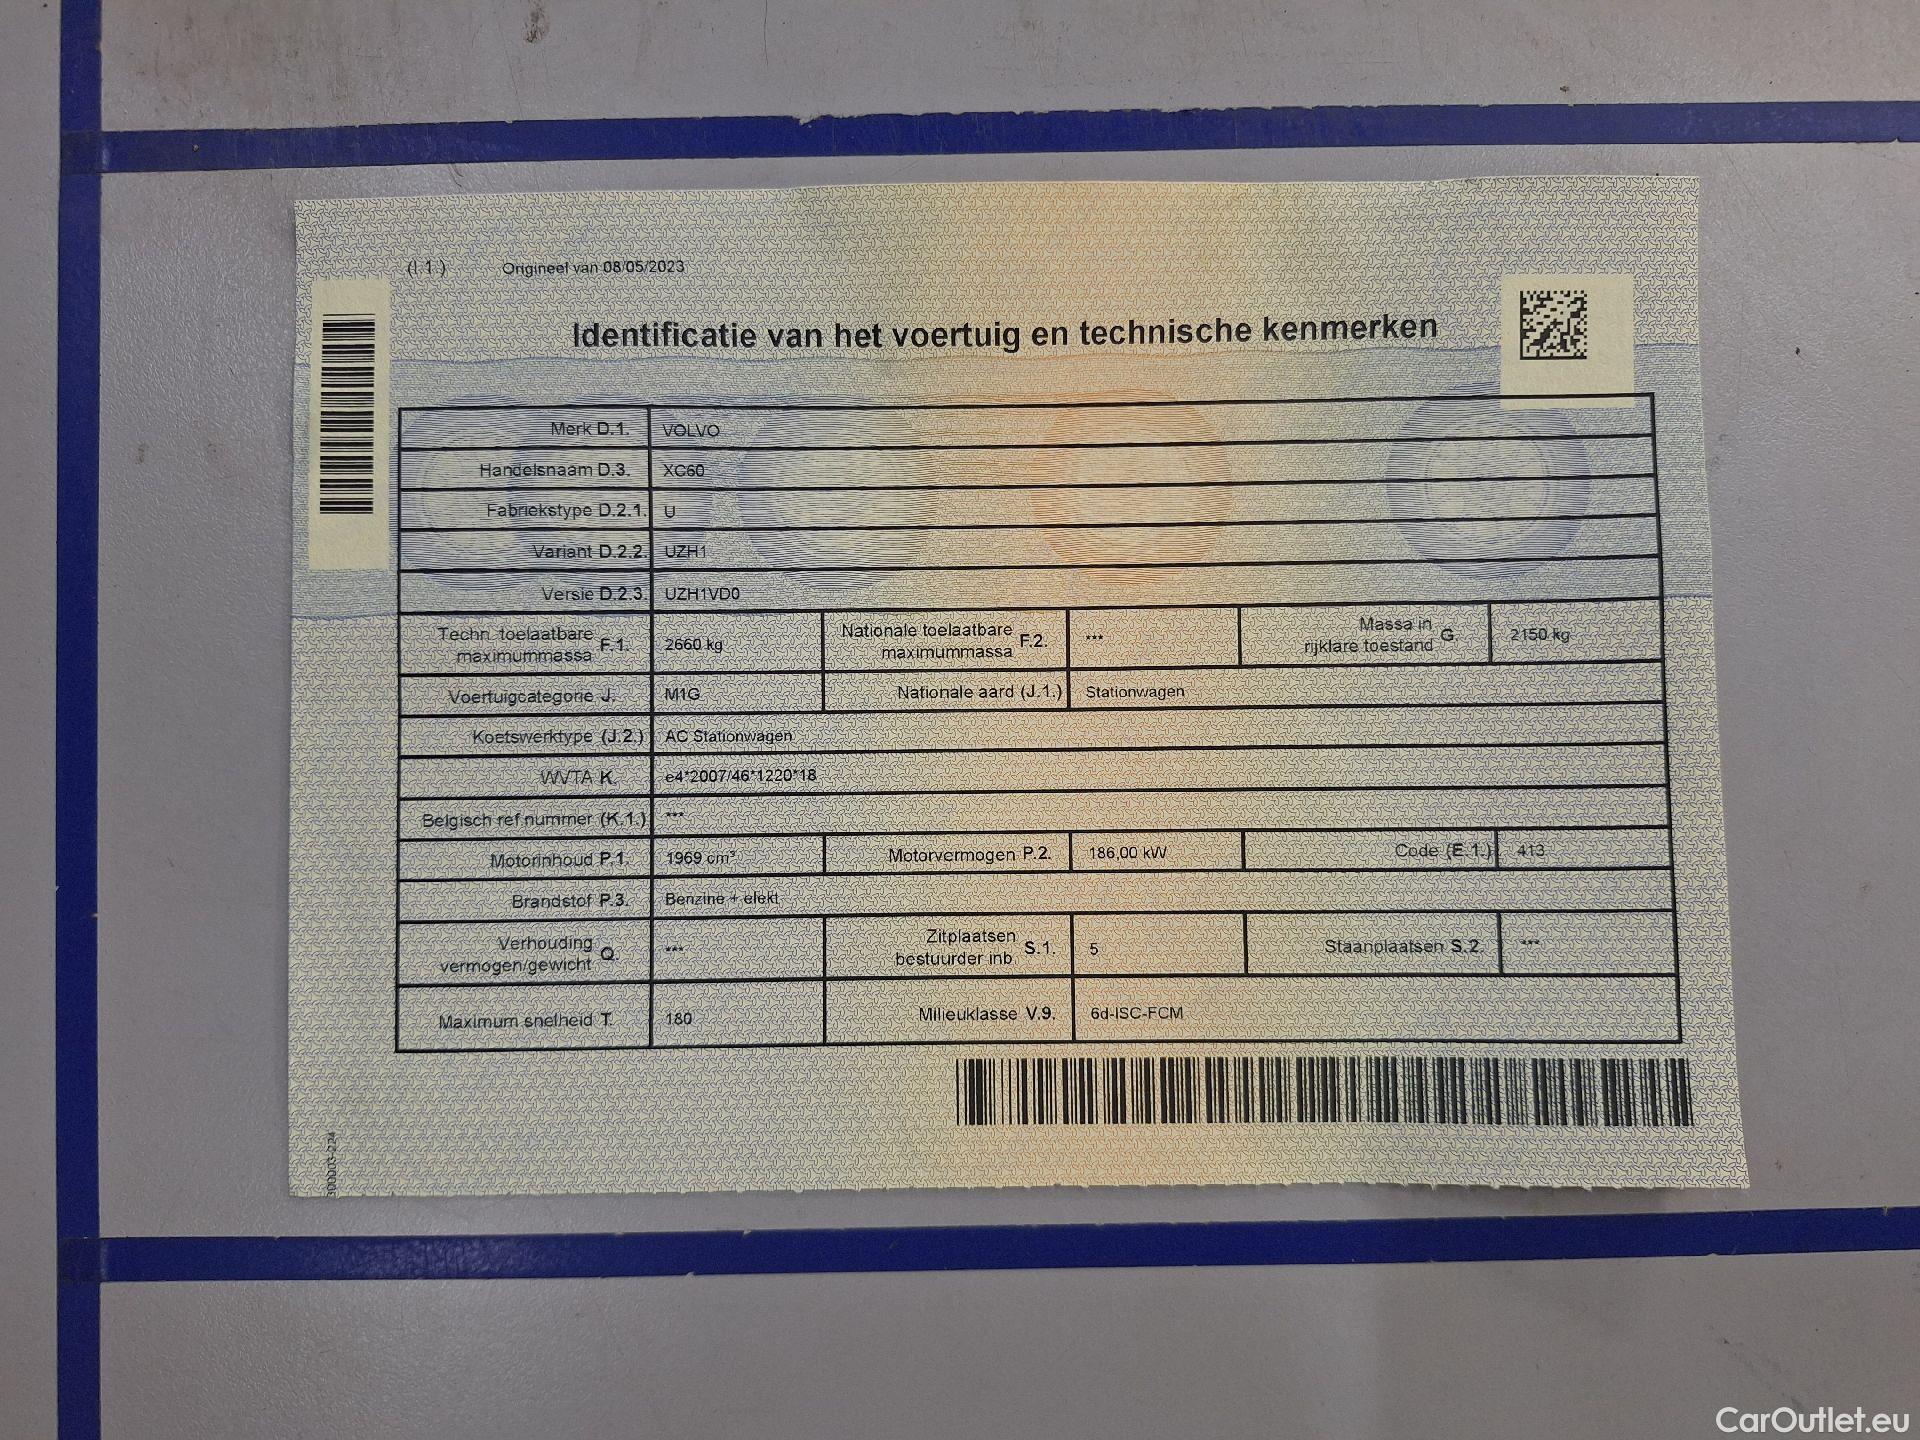 (I.1.) Origineel van 08/05/2023
Identificatie van het voertuig en technische kenmerken
Merk D.1. VOLVO
Handelsnaam D.3. XC60
Fabriekstype D.2.1. U
Variant D.2.2. UZH1
Versie D.2.3. UZH1VD0
Techn. toelaatbare maximummassa F.1. 2660 kg Nationale toelaatbare maximummassa F.2. *** Massa in rijklare toestand G. 2150 kg
Voertuigcategorie J. M1G Nationale aard (J.1.) Stationwagen
Koetswerktype (J.2.) AC Stationwagen
WVTA K. e4*2007/46*1220*18
Belgisch ref.nummer (K.1.) ***
Motorinhoud P.1. 1969 cm³ Motorvermogen P.2. 186,00 kW Code (E.1.) 413
Brandstof P.3. Benzine + elekt
Verhouding vermogen/gewicht Q. *** Zitplaatsen bestuurder inb. S.1. 5 Staanplaatsen S.2. ***
Maximum snelheid T. 180 Milieuklasse V.9. 6d-ISC-FCM
300003-224
CarOutlet.eu